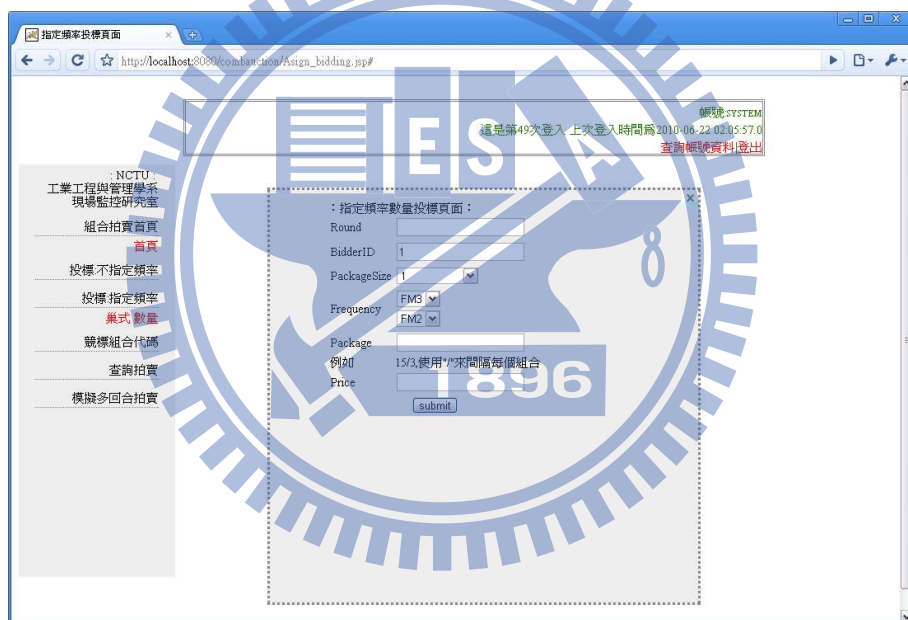 指定頻率投標頁面
http://localhost:8080/combanction/Asign_bidding.jsp#
帳號:SYSTEM
這是第49次登入 上次登入時間為2010-06-22 02:05:57.0
查詢帳號資料|登出
: NCTU :
工業工程與管理學系
現場監控研究室
組合拍賣首頁
首頁
投標:不指定頻率
投標:指定頻率
巢式 數量
競標組合代碼
查詢拍賣
模擬多回合拍賣
：指定頻率數量投標頁面：
Round
BidderID 1
PackageSize 1
Frequency FM3
FM2
Package
例如 15/3,使用"/"來間隔每個組合
Price
submit
ES A
8
1896